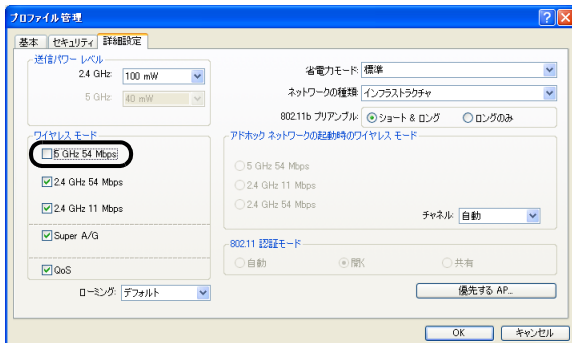 プロファイル管理
基本 セキュリティ 詳細設定
送信パワー レベル
2.4 GHz: 100 mW
5 GHz: 40 mW
省電力モード: 標準
ネットワークの種類: インフラストラクチャ
802.11b プリアンブル: ショート & ロング ロングのみ
ワイヤレス モード
5 GHz 54 Mbps
2.4 GHz 54 Mbps
2.4 GHz 11 Mbps
Super A/G
QoS
ローミング: デフォルト
アドホック ネットワークの起動時のワイヤレス モード
5 GHz 54 Mbps
2.4 GHz 11 Mbps
2.4 GHz 54 Mbps
チャネル: 自動
802.11 認証モード
自動 開く 共有
優先する AP...
OK キャンセル